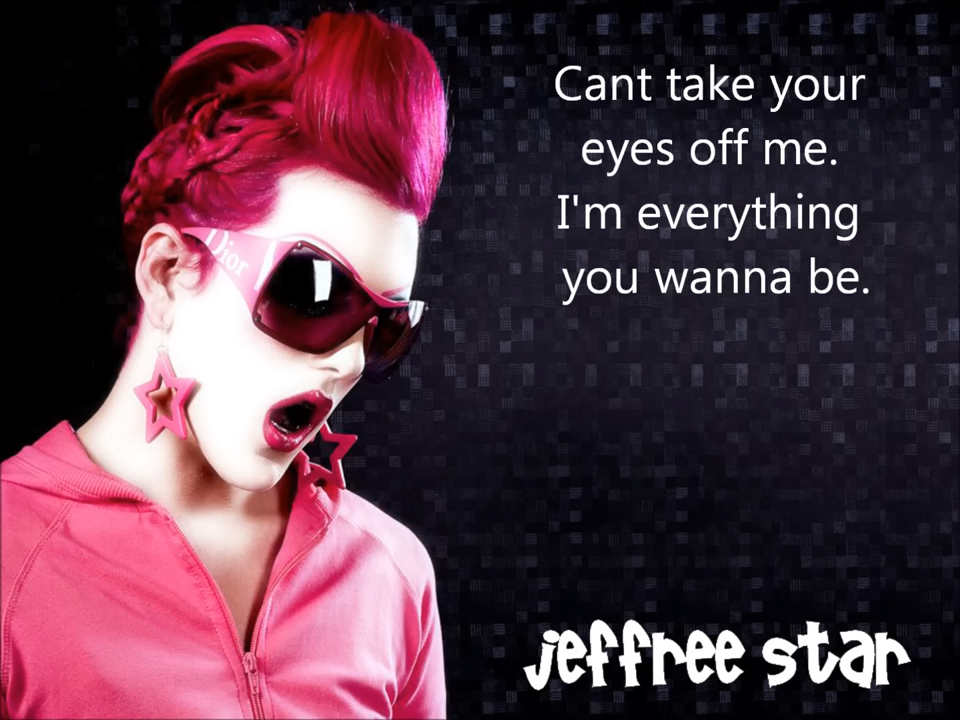 Cant take your
eyes off me.
I'm everything
you wanna be.
Dior
jeffree star